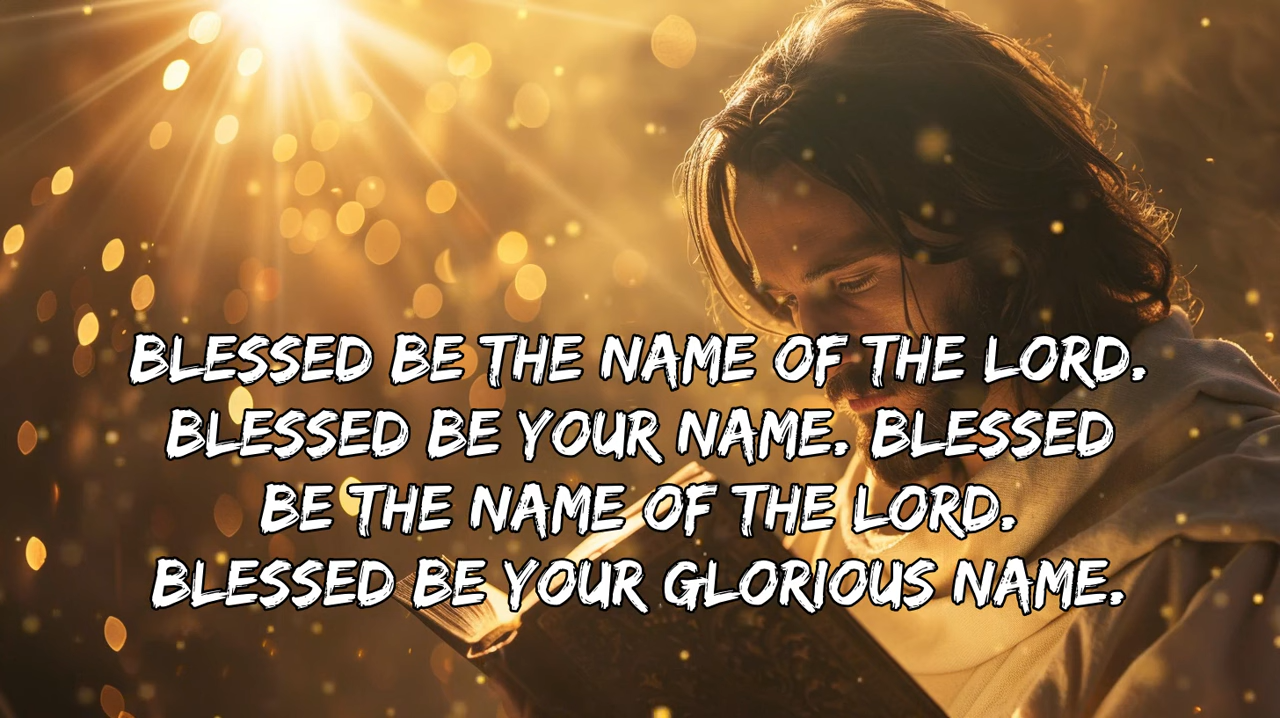 BLESSED BE THE NAME OF THE LORD.
BLESSED BE YOUR NAME. BLESSED
BE THE NAME OF THE LORD.
BLESSED BE YOUR GLORIOUS NAME.